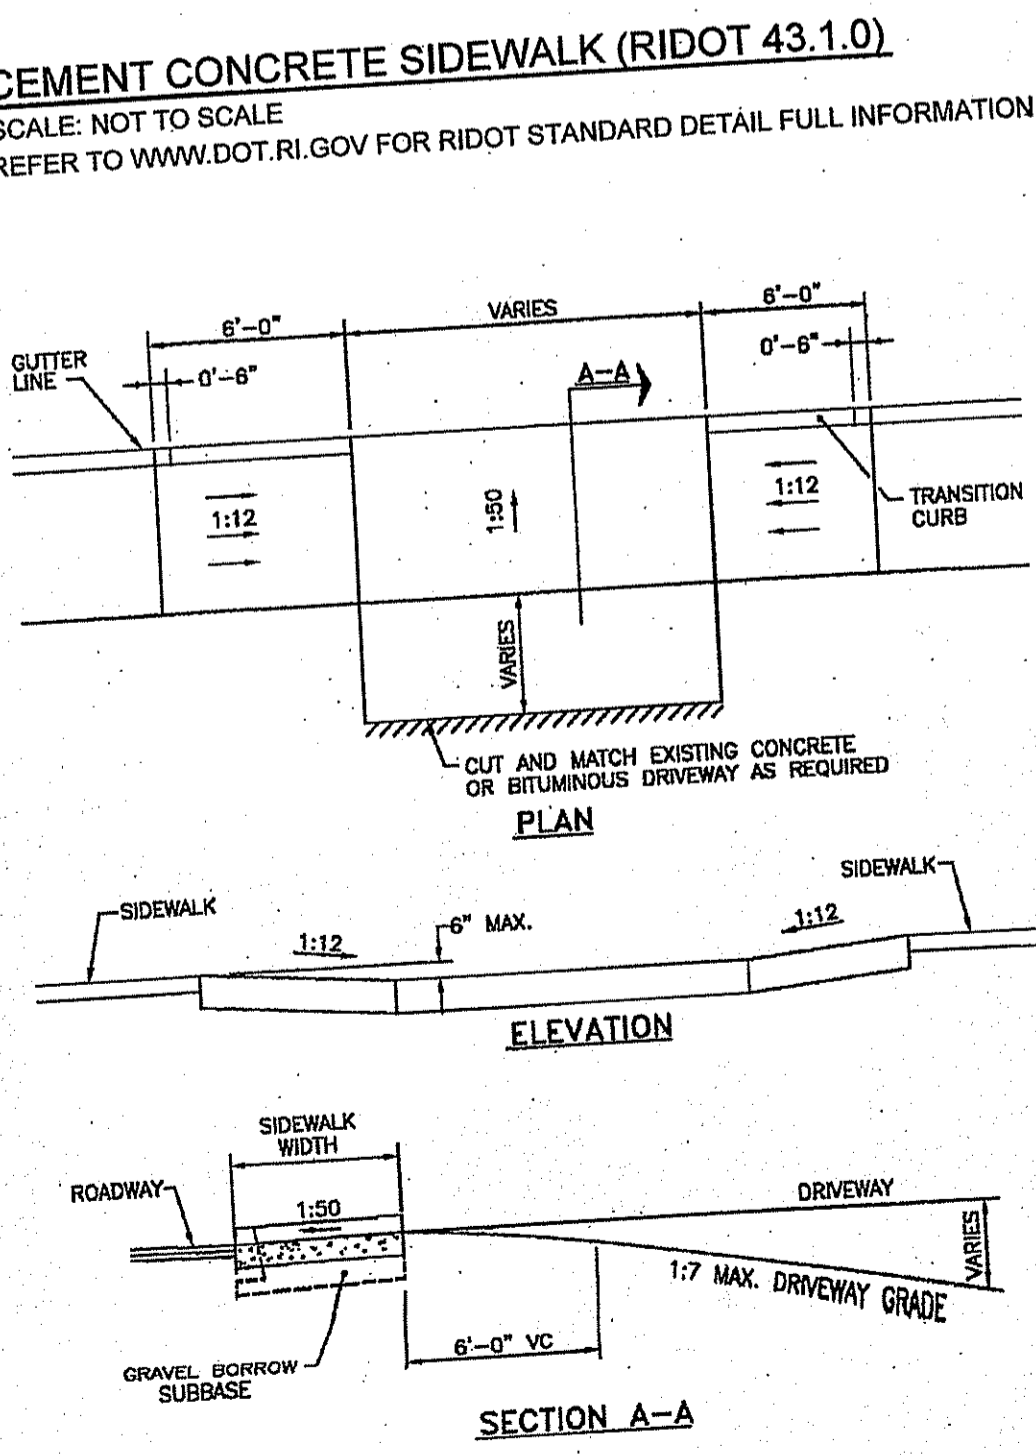 CEMENT CONCRETE SIDEWALK (RIDOT 43.1.0)
SCALE: NOT TO SCALE
REFER TO WWW.DOT.RI.GOV FOR RIDOT STANDARD DETAIL FULL INFORMATION
6'-0"
VARIES
6'-0"
GUTTER
LINE
0'-6"
A-A
0'-6"
1:12
1:50
1:12
TRANSITION
CURB
VARIES
CUT AND MATCH EXISTING CONCRETE
OR BITUMINOUS DRIVEWAY AS REQUIRED
PLAN
SIDEWALK
SIDEWALK
1:12
6" MAX.
1:12
ELEVATION
SIDEWALK
WIDTH
ROADWAY
1:50
DRIVEWAY
VARIES
1:7 MAX. DRIVEWAY GRADE
6'-0" VC
GRAVEL BORROW
SUBBASE
SECTION A-A